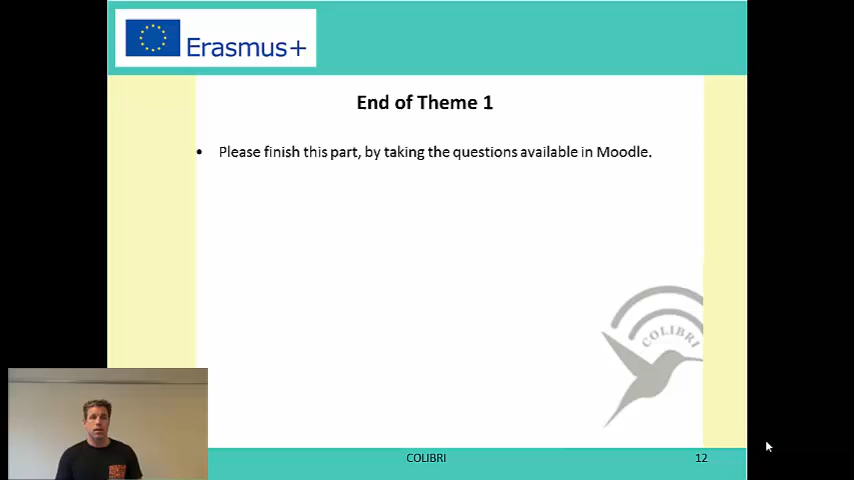 Erasmus+
End of Theme 1
• Please finish this part, by taking the questions available in Moodle.
COLIBRI
COLIBRI
12